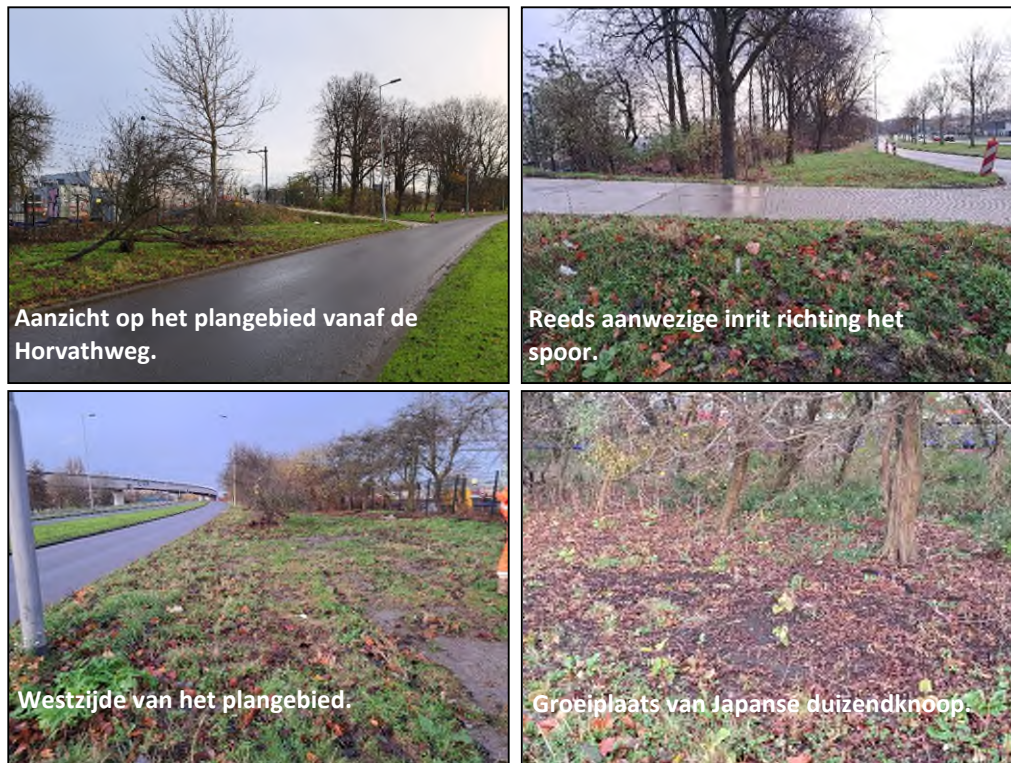 Aanzicht op het plangebied vanaf de
Horvathweg.
Reeds aanwezige inrit richting het
spoor.
Westzijde van het plangebied.
Groeiplaats van Japanse duizendknoop.